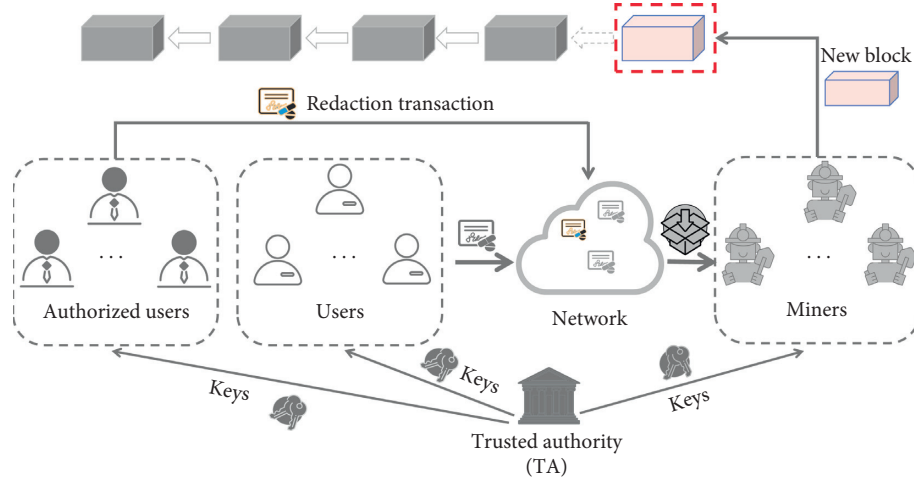 New block
Redaction transaction
Authorized users
Users
Network
Miners
Keys
Keys
Keys
Trusted authority
(TA)